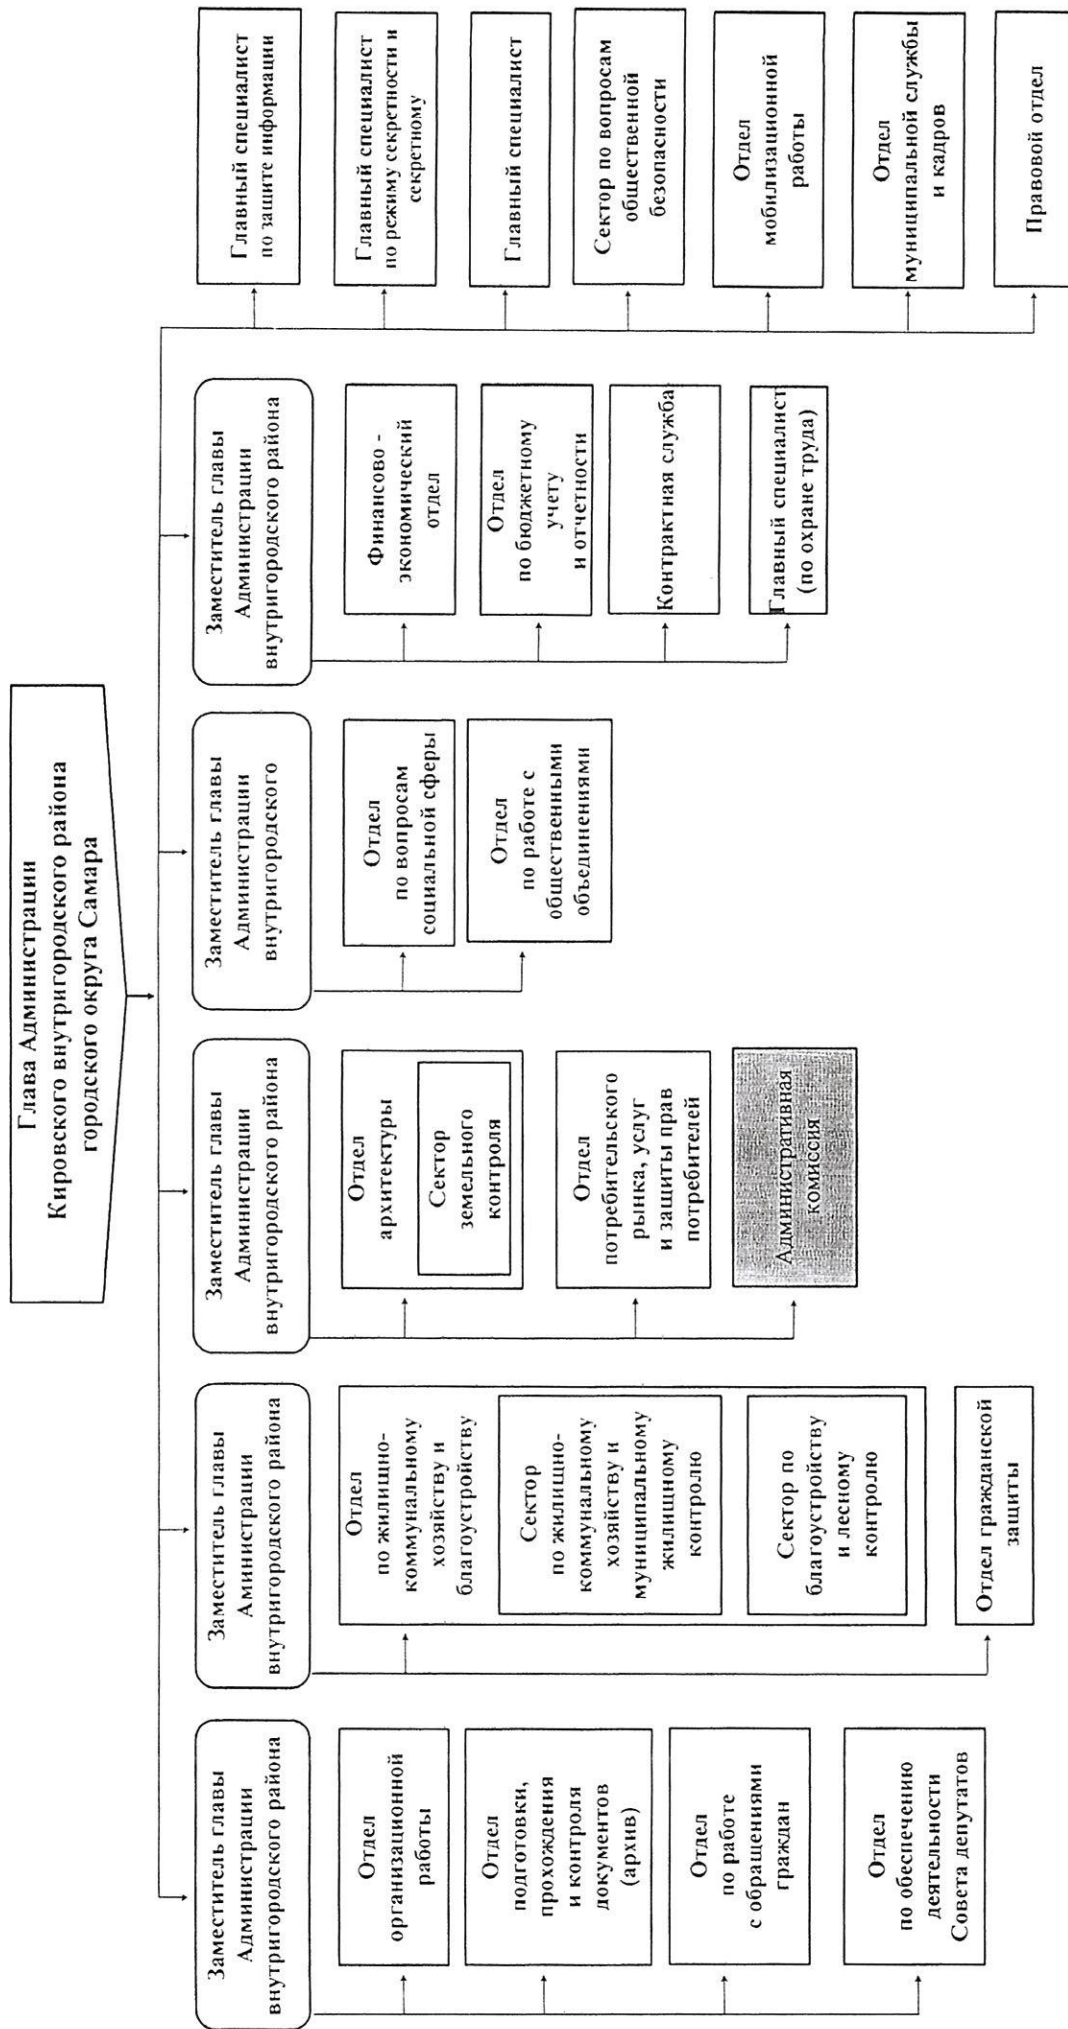 Глава Администрации
Кировского внутригородского района
городского округа Самара
Заместитель главы
Администрации
внутригородского района
Отдел
организационной
работы
Отдел
подготовки,
прохождения
и контроля
документов
(архив)
Отдел
по работе
с обращениями
граждан
Отдел
по обеспечению
деятельности
Совета депутатов
Заместитель главы
Аминистрации
внутригородского района
Отдел
по жилищно-
коммунальному
хозяйству и
благоустройству
Сектор
по жилищно-
коммунальному
хозяйству и
муниципальному
жилищному
контролю
Сектор по
благоустройству
и лесному
контролю
Отдел гражданской
защиты
Заместитель главы
Администрации
внутригородского района
Отдел
архитектуры
Сектор
земельного
контроля
Отдел
потребительского
рынка, услуг
и защиты прав
потребителей
Административная
комиссия
Заместитель главы
Администрации
внутригородского
Отдел
по вопросам
социальной сферы
Отдел
по работе с
общественными
объединениями
Заместитель главы
Администрации
внутригородского района
Финансово -
экономический
отдел
Отдел
по бюджетному
учету
и отчетности
Контрактная служба
Главный специалист
(по охране труда)
Главный специалист
по защите информации
Главный специалист
по режиму секретности и
секретному
Главный специалист
Сектор по вопросам
общественной
безопасности
Отдел
мобилизационной
работы
Отдел
муниципальной службы
и кадров
Правовой отдел